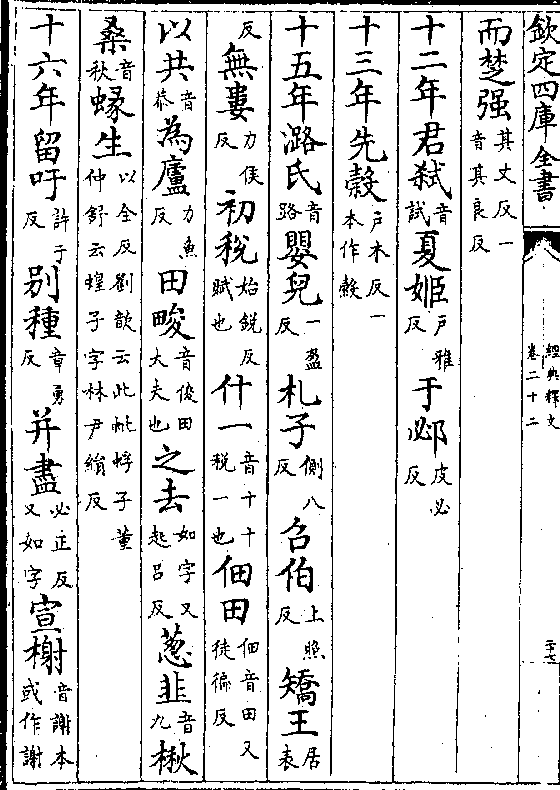 欽定四庫全書 經典釋文卷二十二 二十七
而楚强其丈反一音其良反
十二年君弑音試夏姬戶雅反于邲皮必反
十三年先縠戶木反一本作㝅
十五年潞氏音路嬰兒一盈反札子側八反召伯上照反矯王居表
反無婁力侯反初税始鋭反賦也什一音十十税一也佃田佃音田又徒徧反
以共音恭為廬力魚反田畯音俊田大夫也之去如字又起呂反葱韭音九楸
桑音秋蝝生以全反劉歆云此蚍蜉子董仲舒云蝗子字林尹絹反
十六年留吁許于反别種章勇反并盡必正反又如字宣榭音謝本或作謝